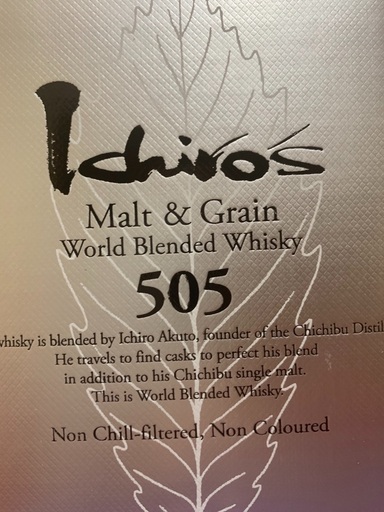 Ichiro's
Malt & Grain
World Blended Whisky
505
whisky is blended by Ichiro Akuto, founder of the Chichibu Distil
He travels to find casks to perfect his blend
in addition to his Chichibu single malt.
This is World Blended Whisky.
Non Chill-filtered, Non Coloured